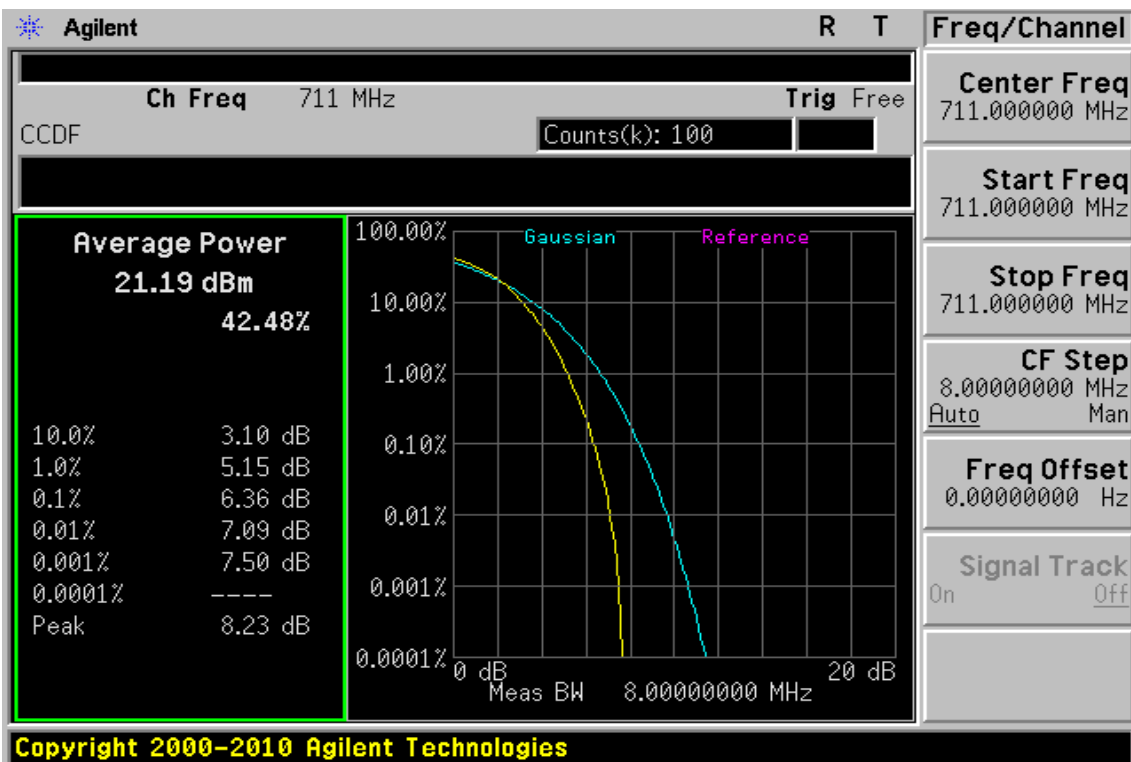 Agilent R T
Ch Freq 711 MHz Trig Free
CCDF Counts(k): 100
Average Power
21.19 dBm
42.48%
10.0% 3.10 dB
1.0% 5.15 dB
0.1% 6.36 dB
0.01% 7.09 dB
0.001% 7.50 dB
0.0001% ----
Peak 8.23 dB
Gaussian Reference
100.00%
10.00%
1.00%
0.10%
0.01%
0.001%
0.0001%
0 dB 20 dB
Meas BW 8.00000000 MHz
Freq/Channel
Center Freq
711.000000 MHz
Start Freq
711.000000 MHz
Stop Freq
711.000000 MHz
CF Step
8.00000000 MHz
Auto Man
Freq Offset
0.00000000 Hz
Signal Track
On Off
Copyright 2000-2010 Agilent Technologies